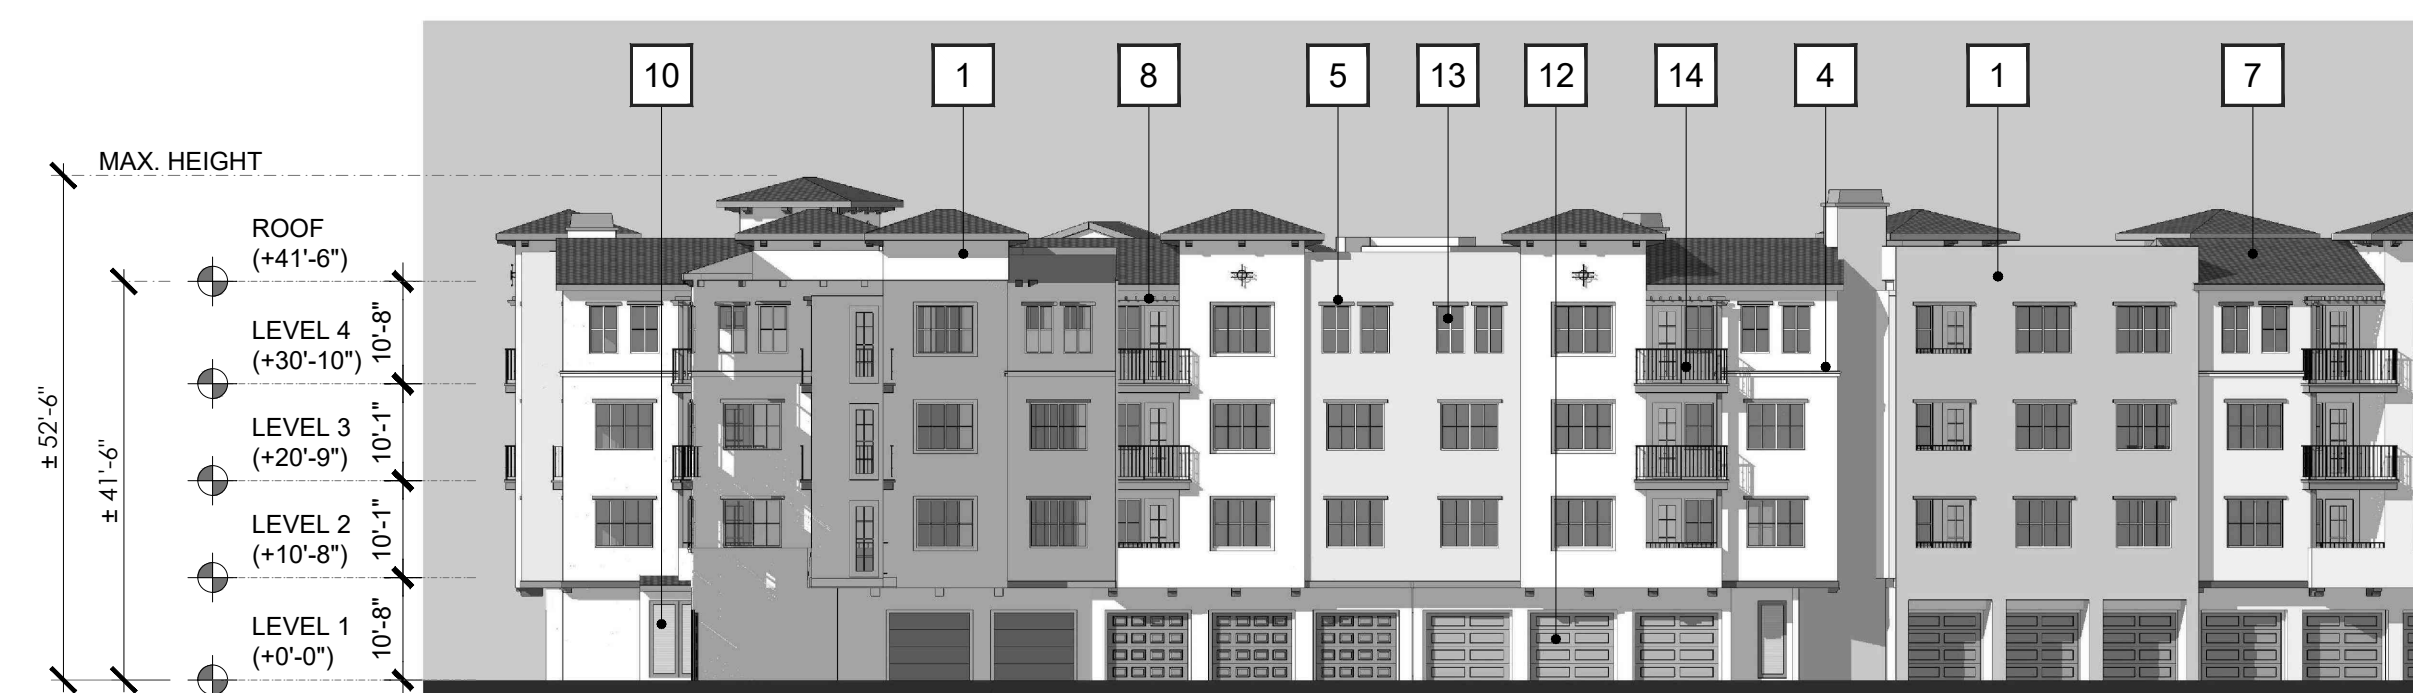 10 1 8 5 13 12 14 4 1 7
MAX. HEIGHT
ROOF
(+41'-6")
10'-8"
LEVEL 4
(+30'-10")
10'-1"
LEVEL 3
(+20'-9")
10'-1"
LEVEL 2
(+10'-8")
10'-8"
LEVEL 1
(+0'-0")
± 52'-6"
± 41'-6"